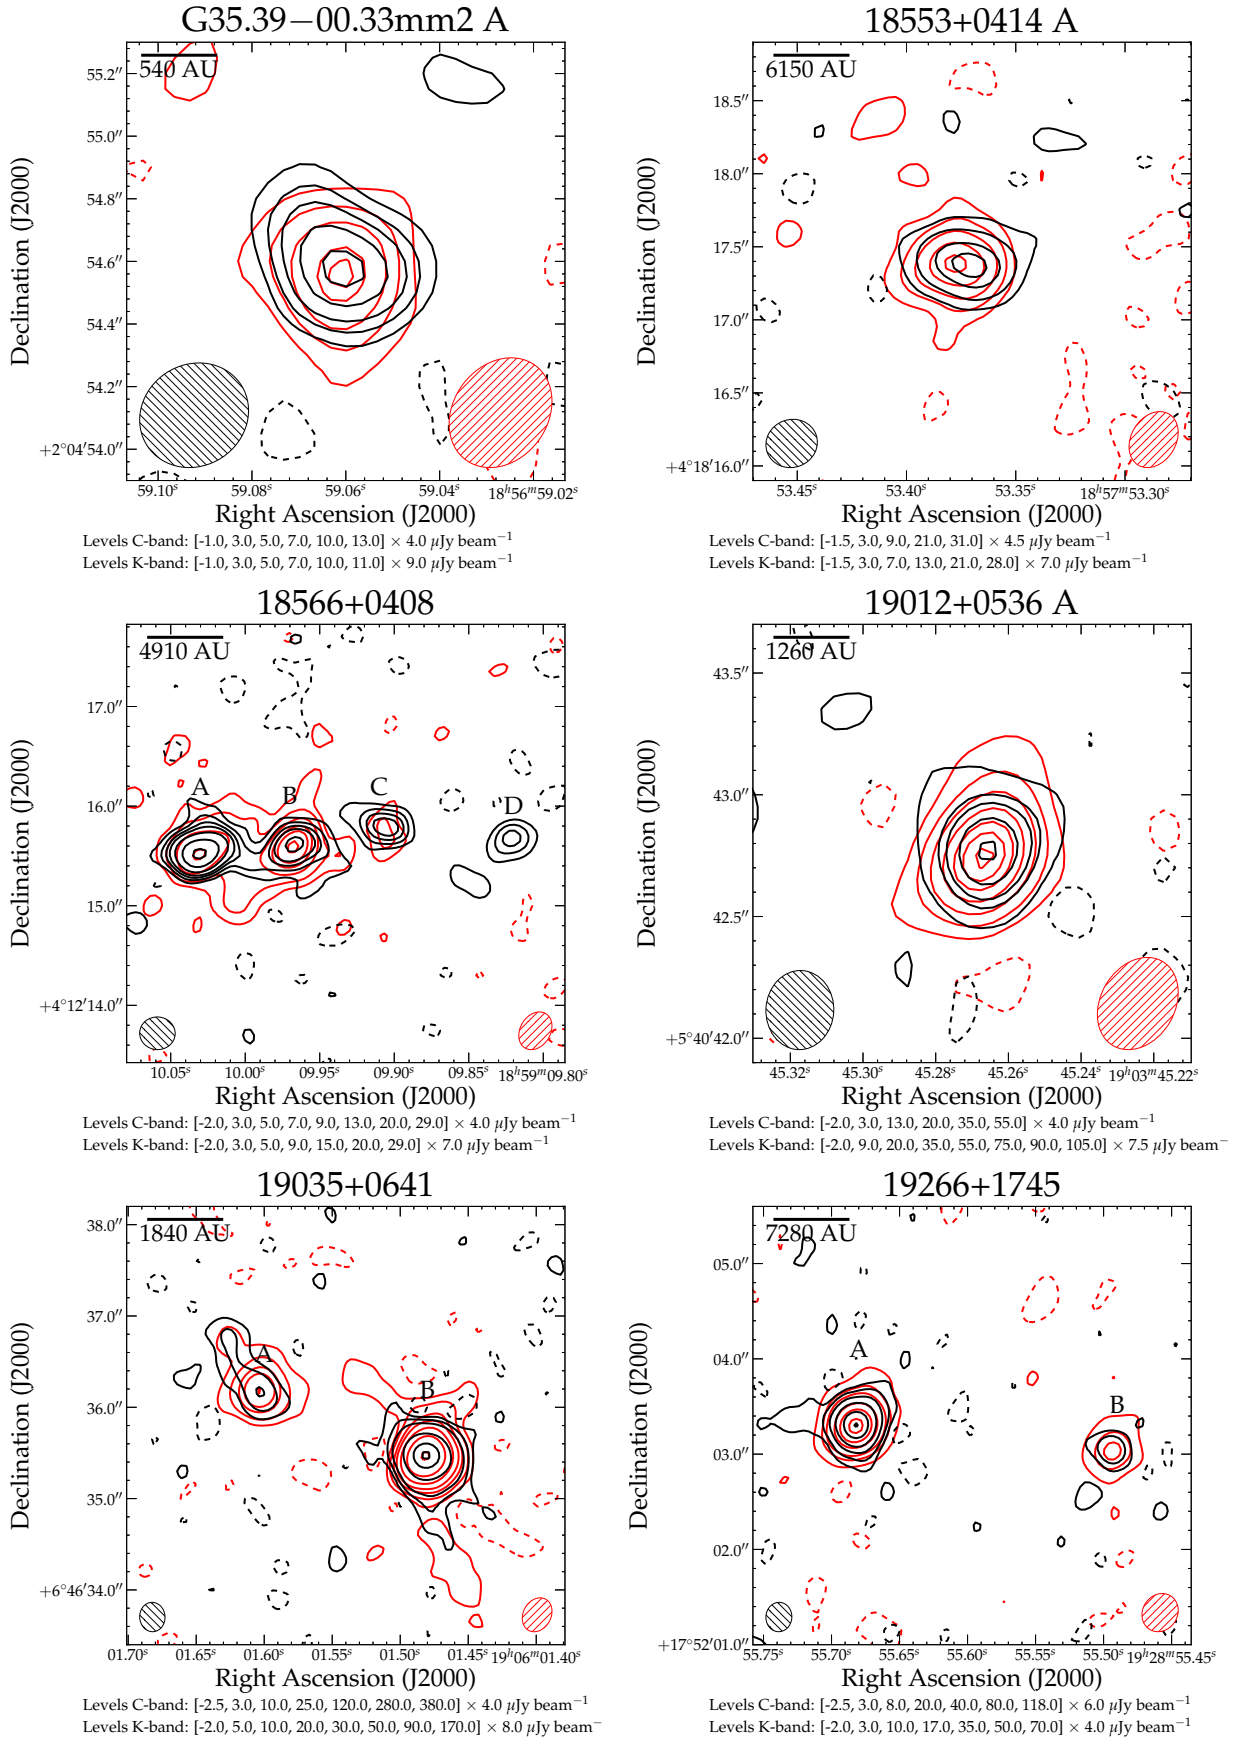 G35.39−00.33mm2 A
540 AU
55.2″
55.0″
54.8″
54.6″
54.4″
54.2″
+2°04′54.0″
Declination (J2000)
59.10ˢ 59.08ˢ 59.06ˢ 59.04ˢ 18ʰ56ᵐ59.02ˢ
Right Ascension (J2000)
Levels C-band: [-1.0, 3.0, 5.0, 7.0, 10.0, 13.0] × 4.0 μJy beam⁻¹
Levels K-band: [-1.0, 3.0, 5.0, 7.0, 10.0, 11.0] × 9.0 μJy beam⁻¹
18553+0414 A
6150 AU
18.5″
18.0″
17.5″
17.0″
16.5″
+4°18′16.0″
Declination (J2000)
53.45ˢ 53.40ˢ 53.35ˢ 18ʰ57ᵐ53.30ˢ
Right Ascension (J2000)
Levels C-band: [-1.5, 3.0, 9.0, 21.0, 31.0] × 4.5 μJy beam⁻¹
Levels K-band: [-1.5, 3.0, 7.0, 13.0, 21.0, 28.0] × 7.0 μJy beam⁻¹
18566+0408
4910 AU
17.0″
16.0″
15.0″
+4°12′14.0″
A
B
C
D
Declination (J2000)
10.05ˢ 10.00ˢ 09.95ˢ 09.90ˢ 09.85ˢ 18ʰ59ᵐ09.80ˢ
Right Ascension (J2000)
Levels C-band: [-2.0, 3.0, 5.0, 7.0, 9.0, 13.0, 20.0, 29.0] × 4.0 μJy beam⁻¹
Levels K-band: [-2.0, 3.0, 5.0, 9.0, 15.0, 20.0, 29.0] × 7.0 μJy beam⁻¹
19012+0536 A
1260 AU
43.5″
43.0″
42.5″
+5°40′42.0″
Declination (J2000)
45.32ˢ 45.30ˢ 45.28ˢ 45.26ˢ 45.24ˢ 19ʰ03ᵐ45.22ˢ
Right Ascension (J2000)
Levels C-band: [-2.0, 3.0, 13.0, 20.0, 35.0, 55.0] × 4.0 μJy beam⁻¹
Levels K-band: [-2.0, 9.0, 20.0, 35.0, 55.0, 75.0, 90.0, 105.0] × 7.5 μJy beam⁻
19035+0641
1840 AU
38.0″
37.0″
36.0″
35.0″
+6°46′34.0″
A
B
Declination (J2000)
01.70ˢ 01.65ˢ 01.60ˢ 01.55ˢ 01.50ˢ 01.45ˢ 19ʰ06ᵐ01.40ˢ
Right Ascension (J2000)
Levels C-band: [-2.5, 3.0, 10.0, 25.0, 120.0, 280.0, 380.0] × 4.0 μJy beam⁻¹
Levels K-band: [-2.0, 5.0, 10.0, 20.0, 30.0, 50.0, 90.0, 170.0] × 8.0 μJy beam⁻
19266+1745
7280 AU
05.0″
04.0″
03.0″
02.0″
+17°52′01.0″
A
B
Declination (J2000)
55.75ˢ 55.70ˢ 55.65ˢ 55.60ˢ 55.55ˢ 55.50ˢ 19ʰ28ᵐ55.45ˢ
Right Ascension (J2000)
Levels C-band: [-2.5, 3.0, 8.0, 20.0, 40.0, 80.0, 118.0] × 6.0 μJy beam⁻¹
Levels K-band: [-2.0, 3.0, 10.0, 17.0, 35.0, 50.0, 70.0] × 4.0 μJy beam⁻¹